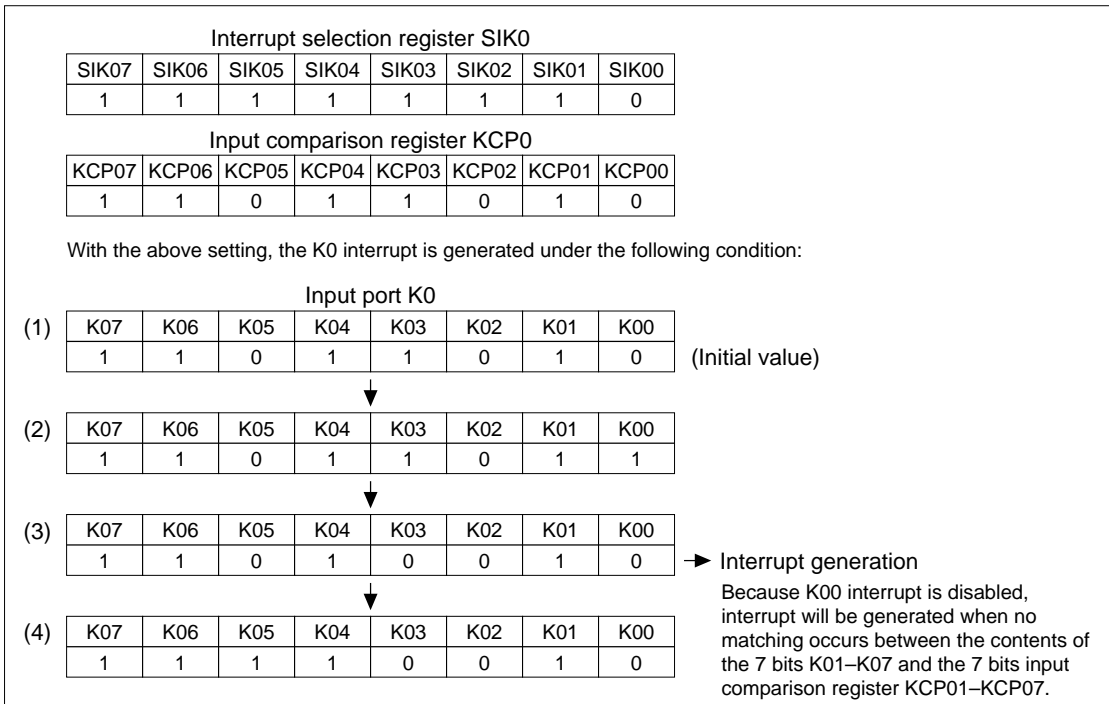 Interrupt selection register SIK0
SIK07 SIK06 SIK05 SIK04 SIK03 SIK02 SIK01 SIK00
1 1 1 1 1 1 1 0
Input comparison register KCP0
KCP07 KCP06 KCP05 KCP04 KCP03 KCP02 KCP01 KCP00
1 1 0 1 1 0 1 0
With the above setting, the K0 interrupt is generated under the following condition:
Input port K0
(1) K07 K06 K05 K04 K03 K02 K01 K00
1 1 0 1 1 0 1 0 (Initial value)
(2) K07 K06 K05 K04 K03 K02 K01 K00
1 1 0 1 1 0 1 1
(3) K07 K06 K05 K04 K03 K02 K01 K00
1 1 0 1 0 0 1 0 Interrupt generation
Because K00 interrupt is disabled,
interrupt will be generated when no
matching occurs between the contents of
the 7 bits K01–K07 and the 7 bits input
comparison register KCP01–KCP07.
(4) K07 K06 K05 K04 K03 K02 K01 K00
1 1 1 1 0 0 1 0